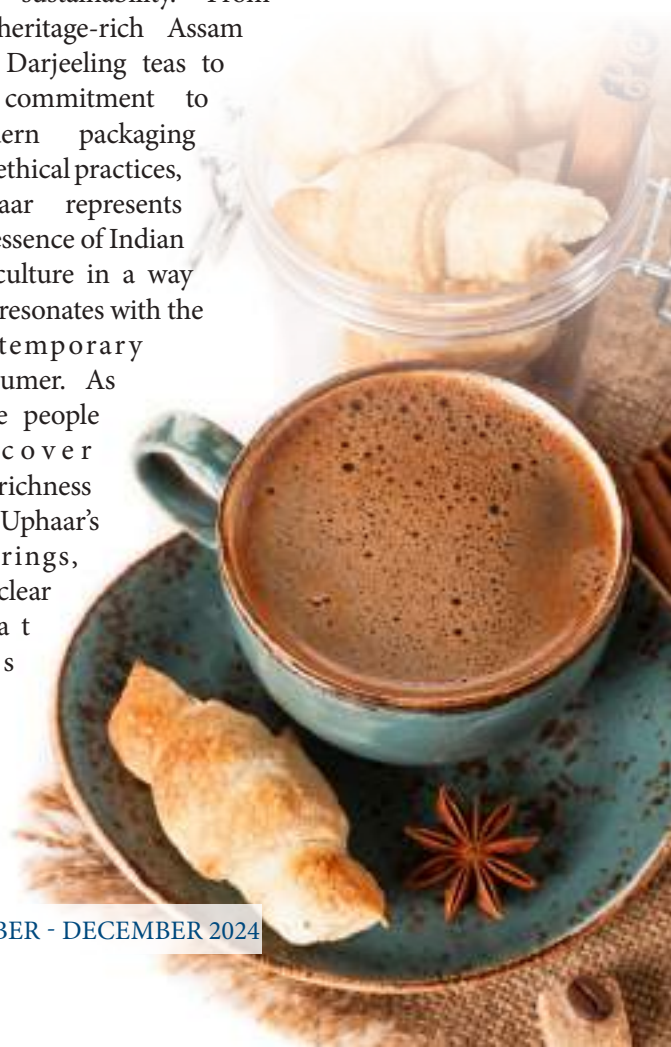 sustainability. From
heritage-rich Assam
Darjeeling teas to
commitment to
ern packaging
ethical practices,
aar represents
essence of Indian
culture in a way
resonates with the
temporary
umer. As
e people
cover
richness
Uphaar’s
rings,
clear
at
s
BER - DECEMBER 2024